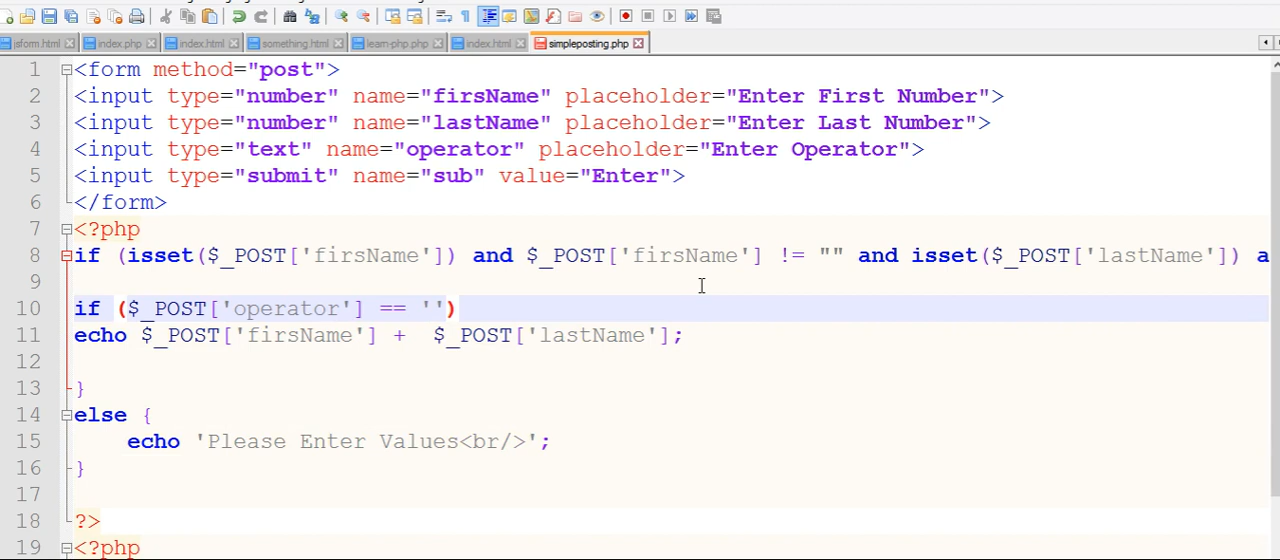 jsform.html index.php index.html something.html learn-php.php index.html simpleposting.php
1 <form method="post">
2 <input type="number" name="firsName" placeholder="Enter First Number">
3 <input type="number" name="lastName" placeholder="Enter Last Number">
4 <input type="text" name="operator" placeholder="Enter Operator">
5 <input type="submit" name="sub" value="Enter">
6 </form>
7 <?php
8 if (isset($_POST['firsName']) and $_POST['firsName'] != "" and isset($_POST['lastName']) a
9
10 if ($_POST['operator'] == '')
11 echo $_POST['firsName'] +  $_POST['lastName'];
12
13 }
14 else {
15     echo 'Please Enter Values<br/>';
16 }
17
18 ?>
19 <?php